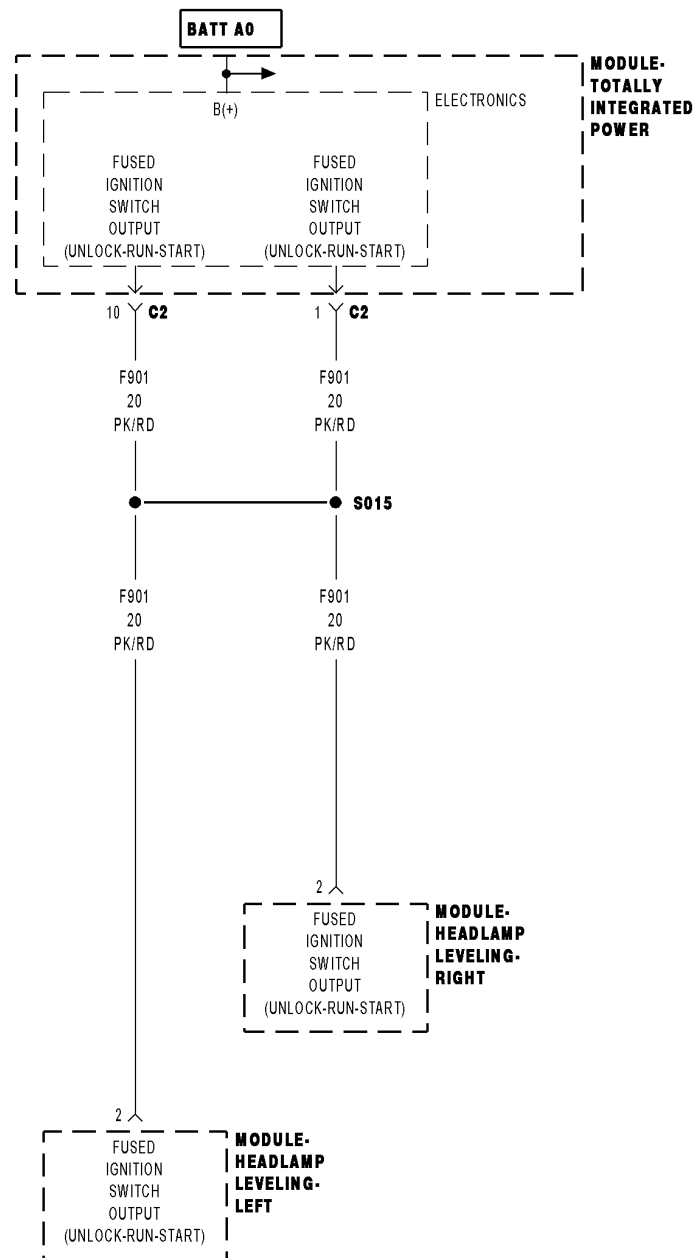 BATT A0
MODULE-
TOTALLY
INTEGRATED
POWER
ELECTRONICS
B(+)
FUSED
IGNITION
SWITCH
OUTPUT
(UNLOCK-RUN-START)
FUSED
IGNITION
SWITCH
OUTPUT
(UNLOCK-RUN-START)
10 C2
1 C2
F901
20
PK/RD
F901
20
PK/RD
S015
F901
20
PK/RD
F901
20
PK/RD
2
FUSED
IGNITION
SWITCH
OUTPUT
(UNLOCK-RUN-START)
MODULE-
HEADLAMP
LEVELING-
RIGHT
2
FUSED
IGNITION
SWITCH
OUTPUT
(UNLOCK-RUN-START)
MODULE-
HEADLAMP
LEVELING-
LEFT